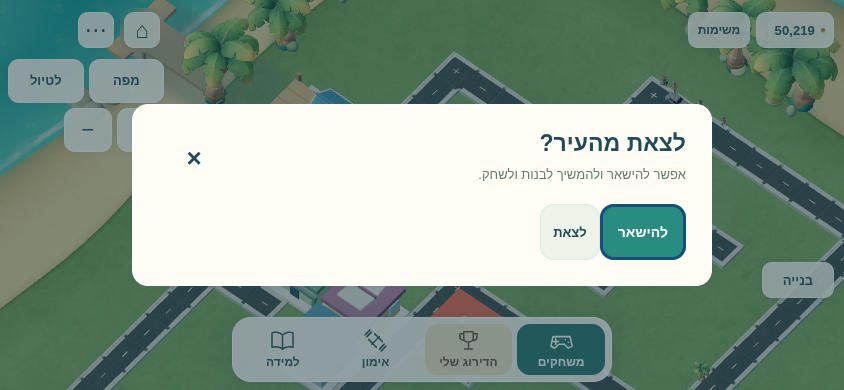 50,219
משימות
מפה
לטיול
לצאת מהעיר?
אפשר להישאר ולהמשיך לבנות ולשחק.
להישאר
לצאת
בנייה
משחקים
הדירוג שלי
אימון
למידה